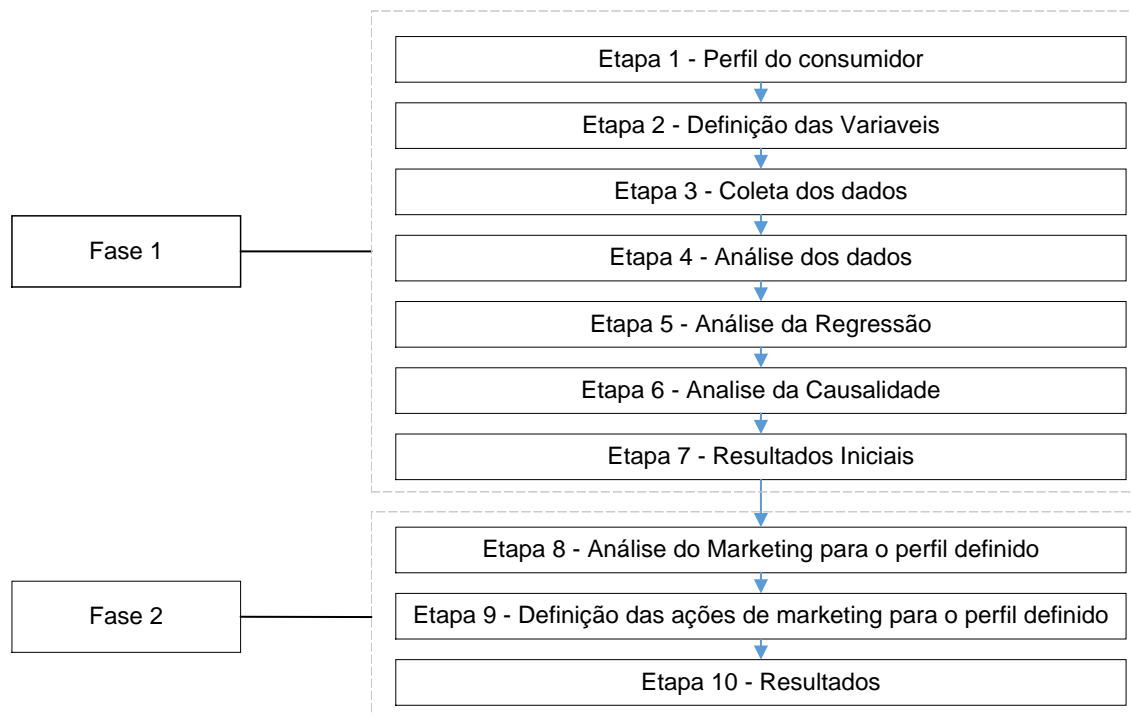 Etapa 1 - Perfil do consumidor
Etapa 2 - Definição das Variaveis
Etapa 3 - Coleta dos dados
Fase 1
Etapa 4 - Análise dos dados
Etapa 5 - Análise da Regressão
Etapa 6 - Analise da Causalidade
Etapa 7 - Resultados Iniciais
Etapa 8 - Análise do Marketing para o perfil definido
Fase 2
Etapa 9 - Definição das ações de marketing para o perfil definido
Etapa 10 - Resultados